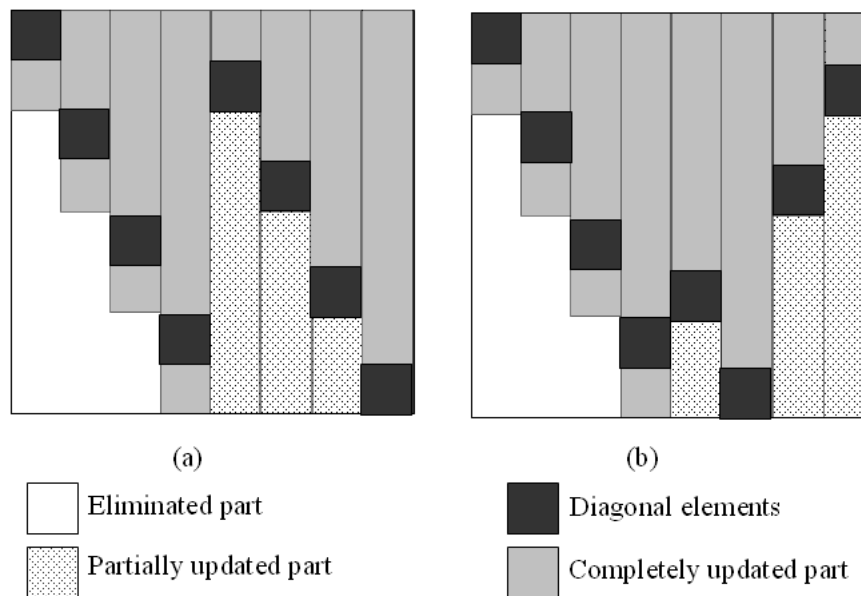 (a)
(b)
Eliminated part
Diagonal elements
Partially updated part
Completely updated part